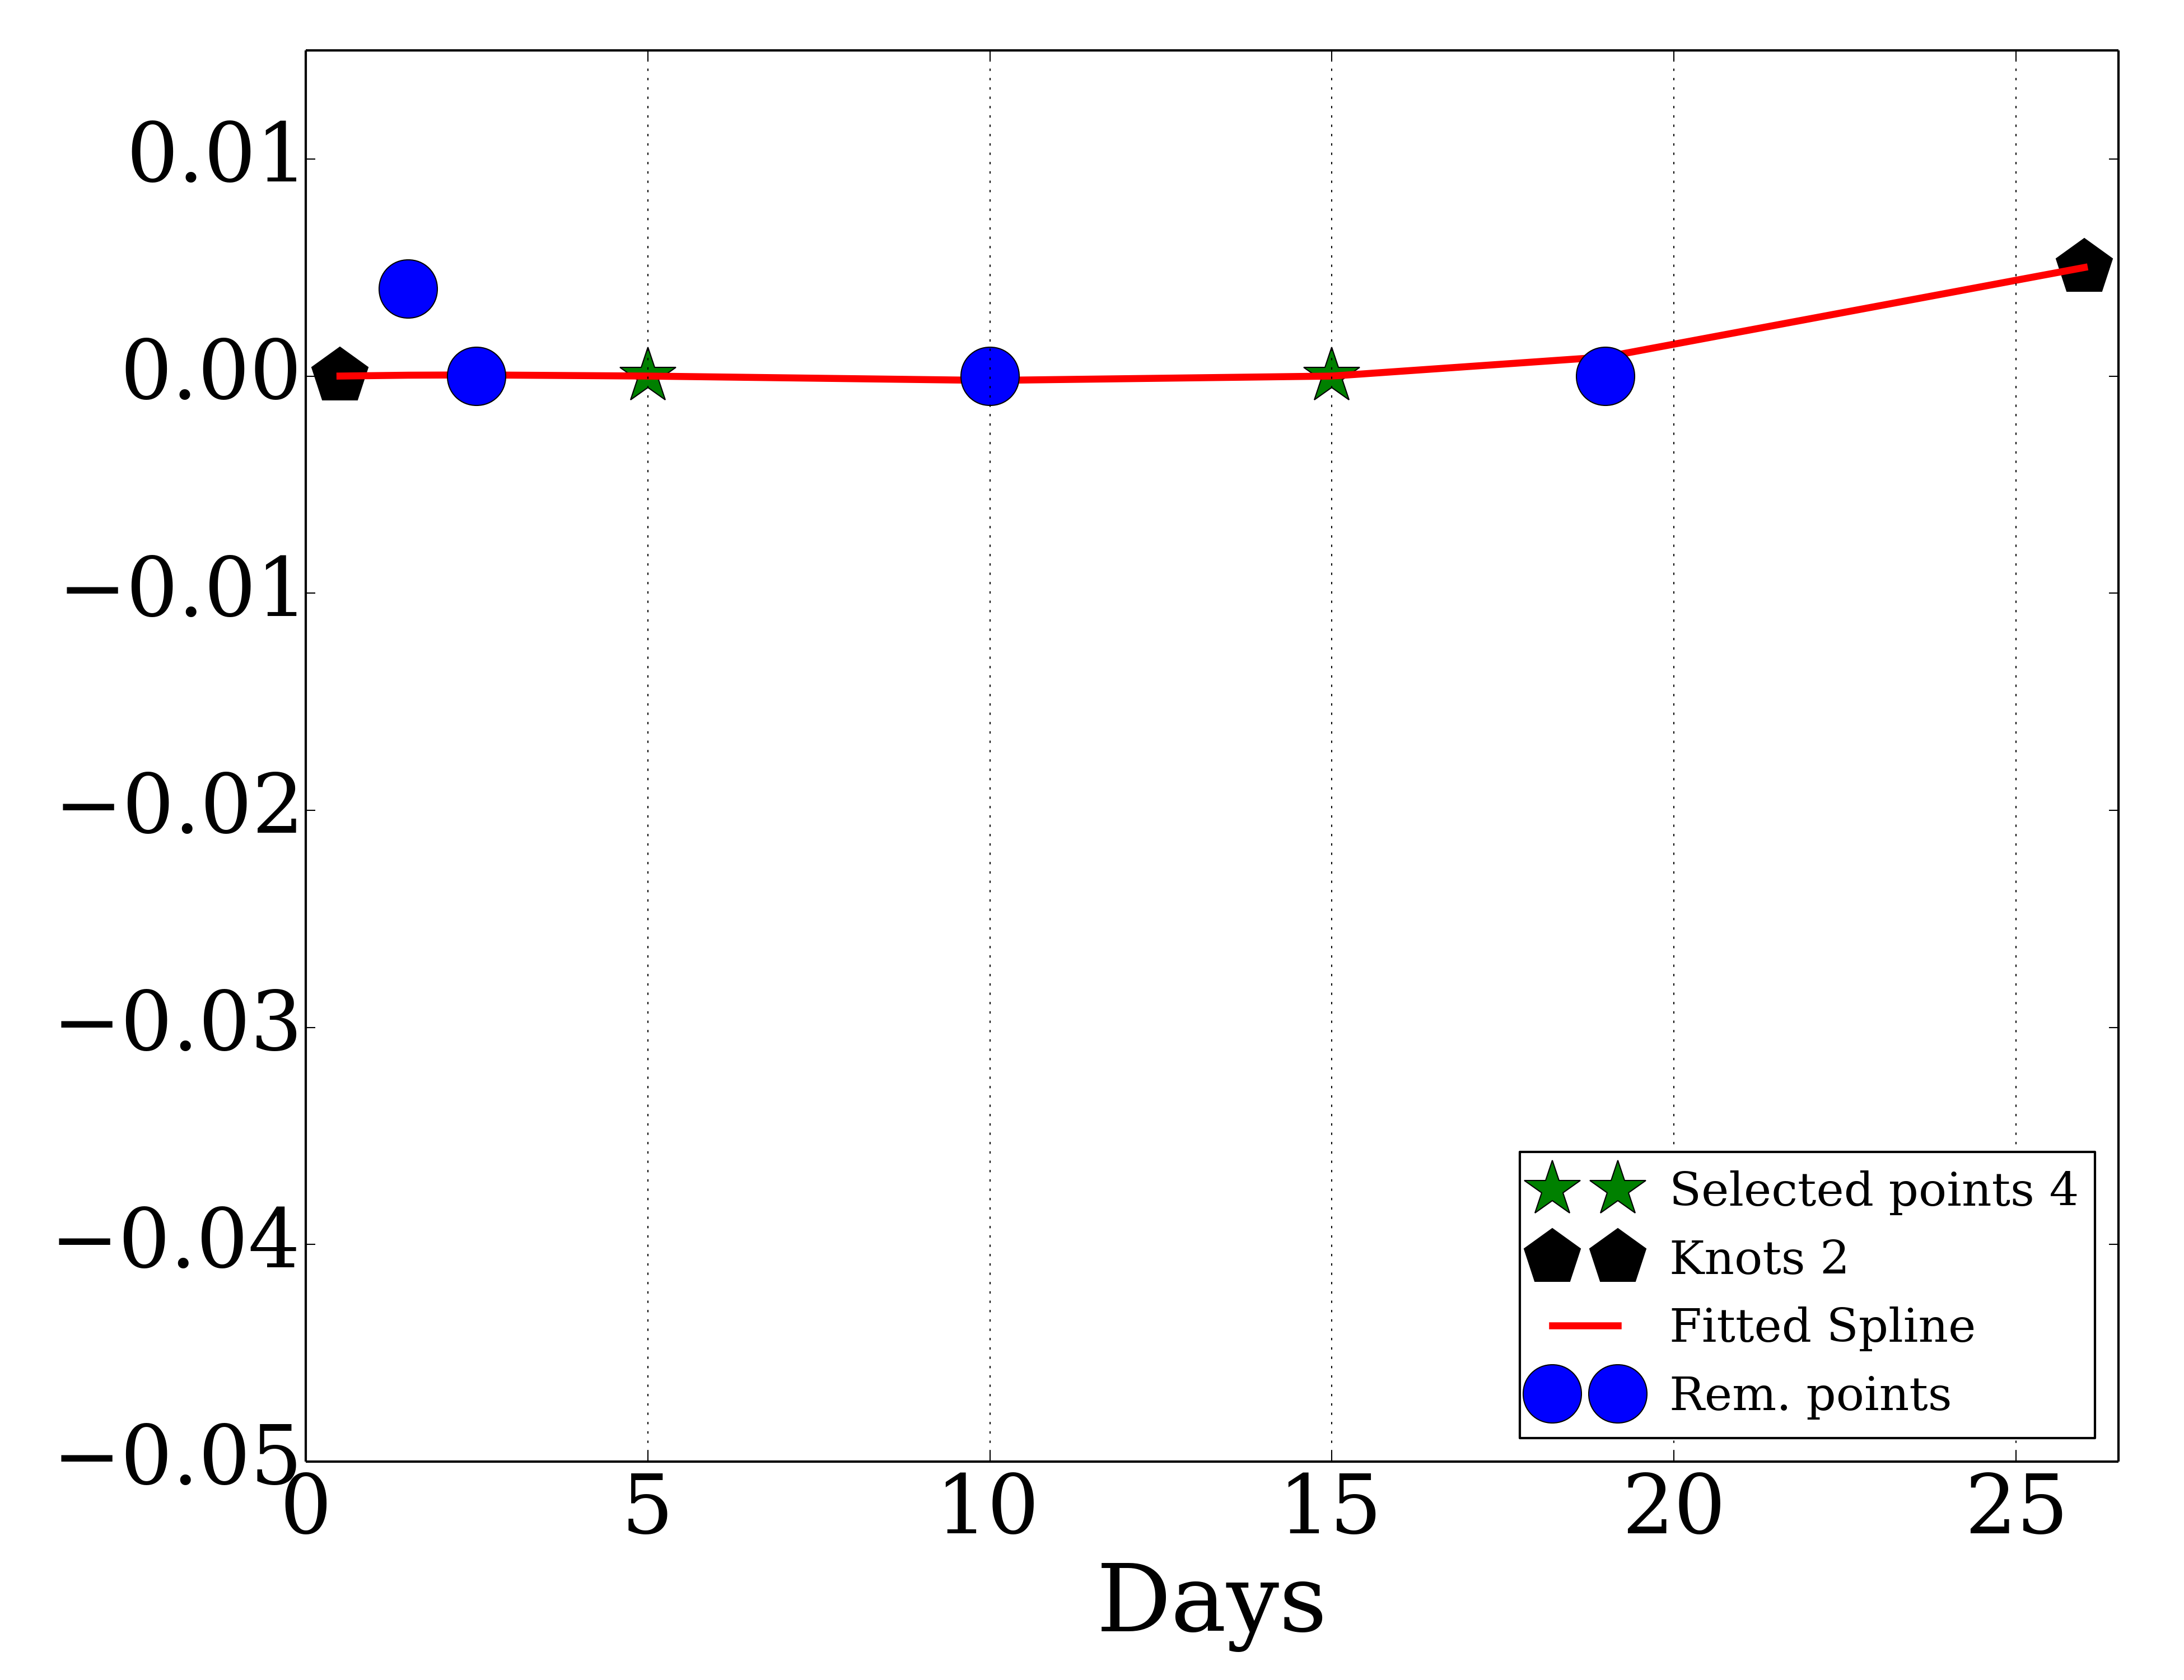 0.01
0.00
−0.01
−0.02
−0.03
−0.04
−0.05
0 5 10 15 20 25
Days
Selected points 4
Knots 2
Fitted Spline
Rem. points